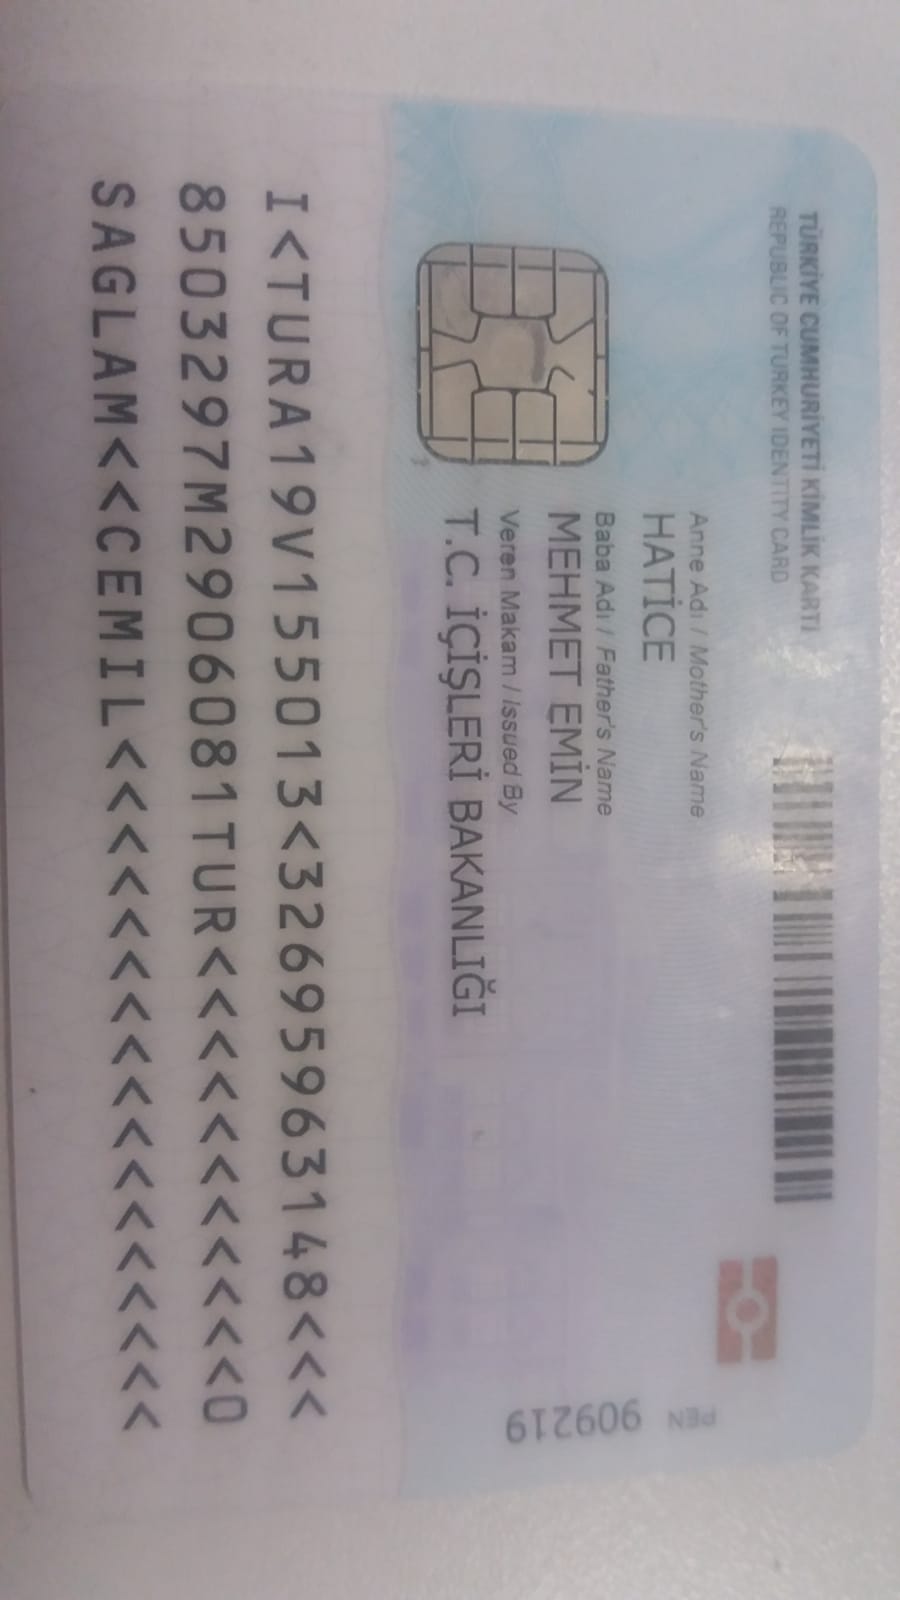 TÜRKİYE CUMHURİYETİ KİMLİK KARTI
REPUBLIC OF TURKEY IDENTITY CARD
Anne Adı / Mother's Name
HATİCE
Baba Adı / Father's Name
MEHMET EMİN
Veren Makam / Issued By
T.C. İÇİŞLERİ BAKANLIĞI
PEN 909219
I<TURA19V155013<32695963148<<<
8503297M2906081TUR<<<<<<<<<<<0
SAGLAM<<CEMIL<<<<<<<<<<<<<<<<<